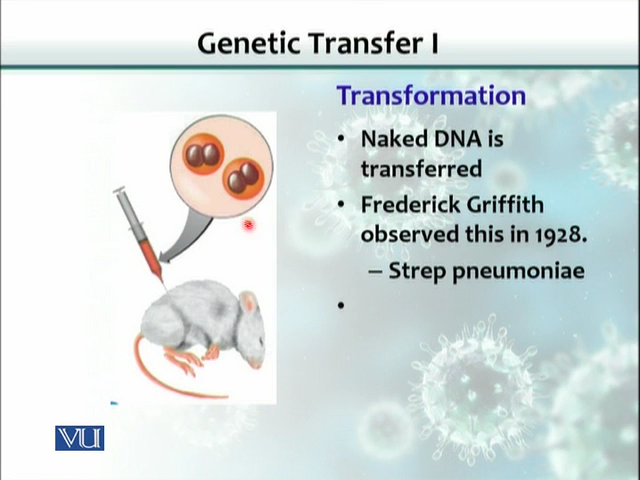 Genetic Transfer I
Transformation
• Naked DNA is
transferred
• Frederick Griffith
observed this in 1928.
– Strep pneumoniae
•
VU